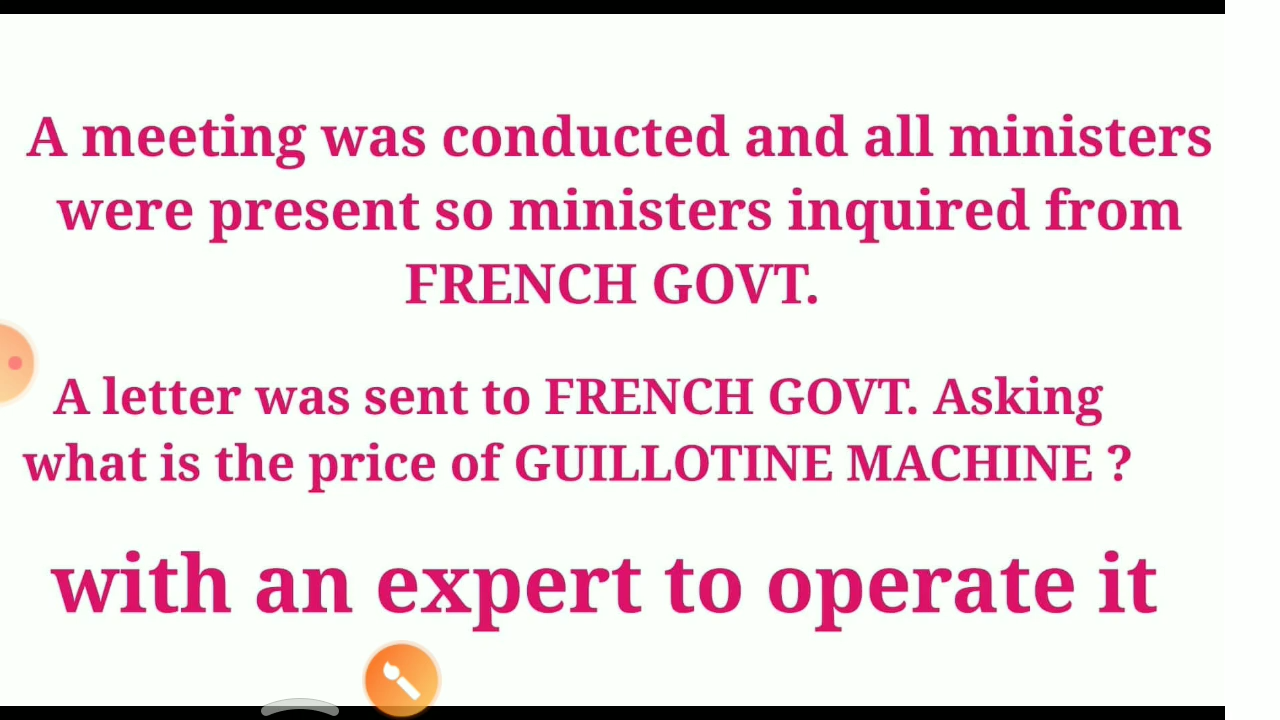 A meeting was conducted and all ministers
were present so ministers inquired from
FRENCH GOVT.
A letter was sent to FRENCH GOVT. Asking
what is the price of GUILLOTINE MACHINE ?
with an expert to operate it